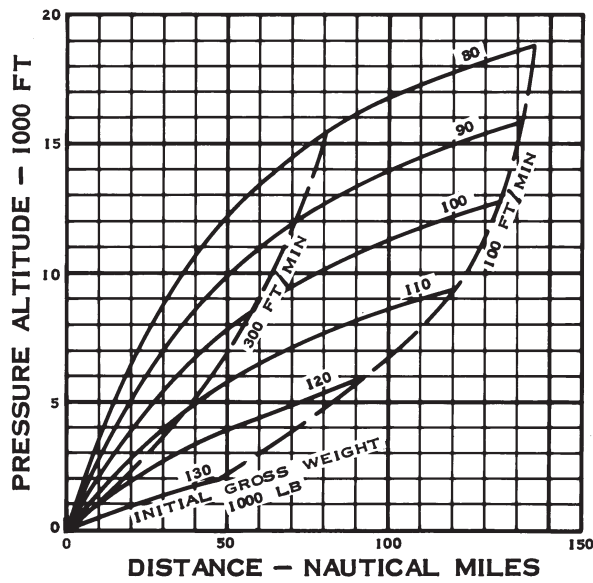 PRESSURE ALTITUDE – 1000 FT
20
15
10
5
0
80
90
100
110
120
130
300 FT/MIN
100 FT/MIN
INITIAL GROSS WEIGHT
1000 LB
0
50
100
150
DISTANCE – NAUTICAL MILES